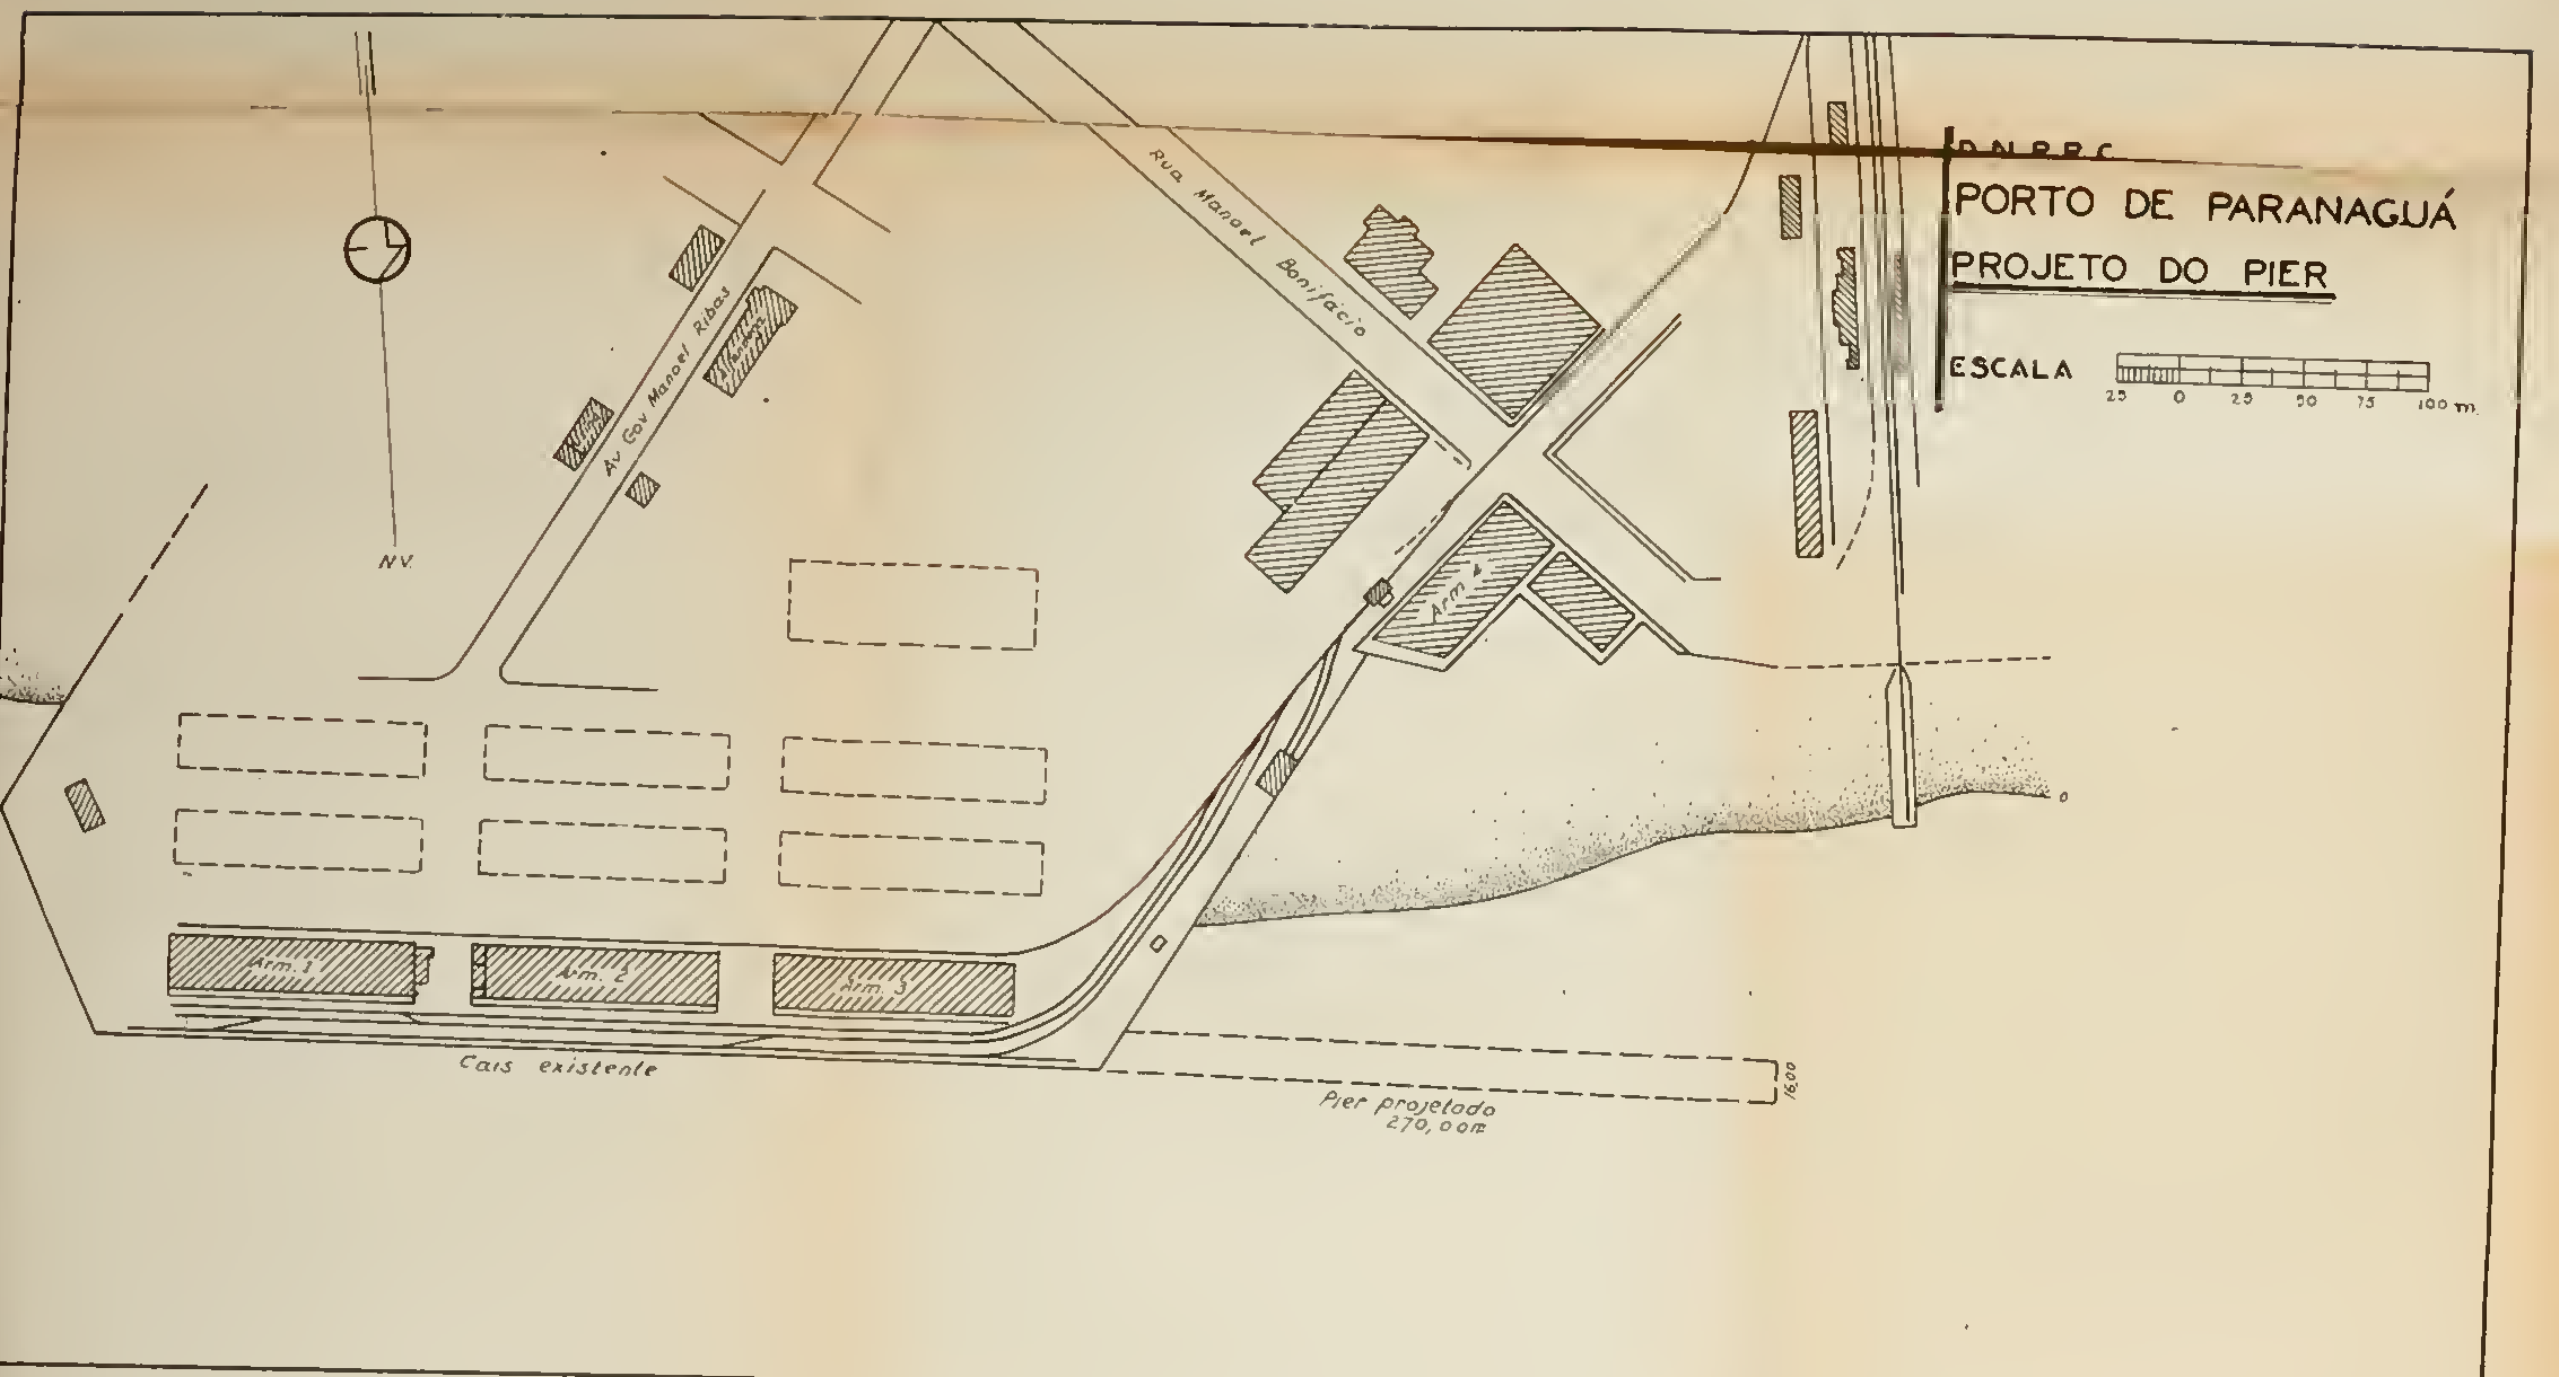 D.N.P.R.C
PORTO DE PARANAGUÁ
PROJETO DO PIER
ESCALA
25 0 25 50 75 100 m.
Rua Manoel Bonifácio
Av Gov Manoel Ribas
Alfandega
N.V.
Arm 4
0
Arm. 1
Arm. 2
Arm. 3
Cais existente
Pier projetado
270,00m
16,00